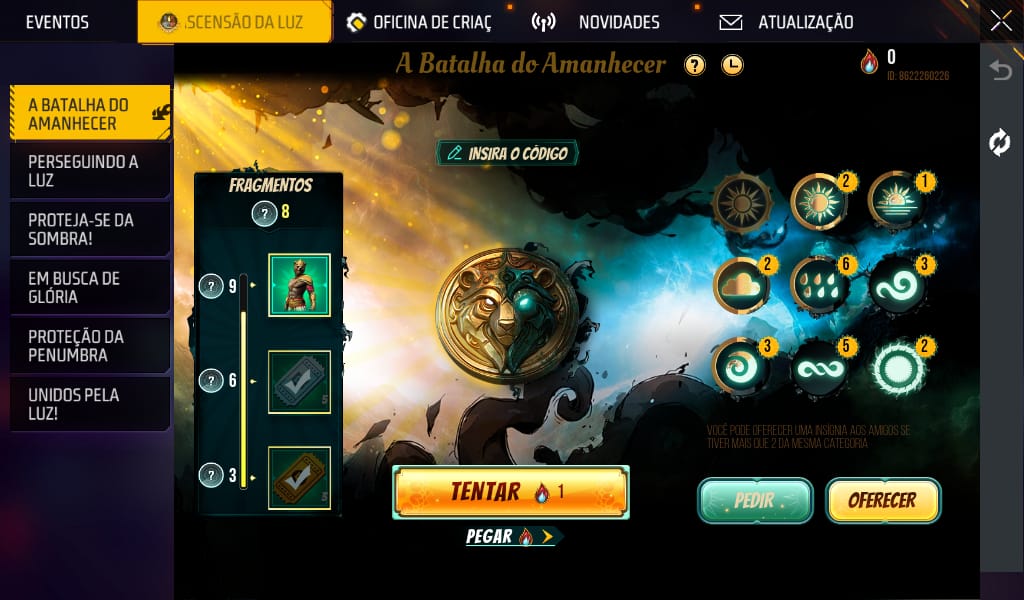 EVENTOS
SCENSÃO DA LUZ
OFICINA DE CRIAÇ
NOVIDADES
ATUALIZAÇÃO
A Batalha do Amanhecer
?
0
ID: 8622260226
A BATALHA DO
AMANHECER
PERSEGUINDO A
LUZ
PROTEJA-SE DA
SOMBRA!
EM BUSCA DE
GLÓRIA
PROTEÇÃO DA
PENUMBRA
UNIDOS PELA
LUZ!
INSIRA O CÓDIGO
FRAGMENTOS
? 8
? 9
? 6
5
? 3
3
2
1
2
6
3
3
5
2
VOCÊ PODE OFERECER UMA INSÍGNIA AOS AMIGOS SE
TIVER MAIS QUE 2 DA MESMA CATEGORIA
TENTAR 1
PEGAR
PEDIR
OFERECER